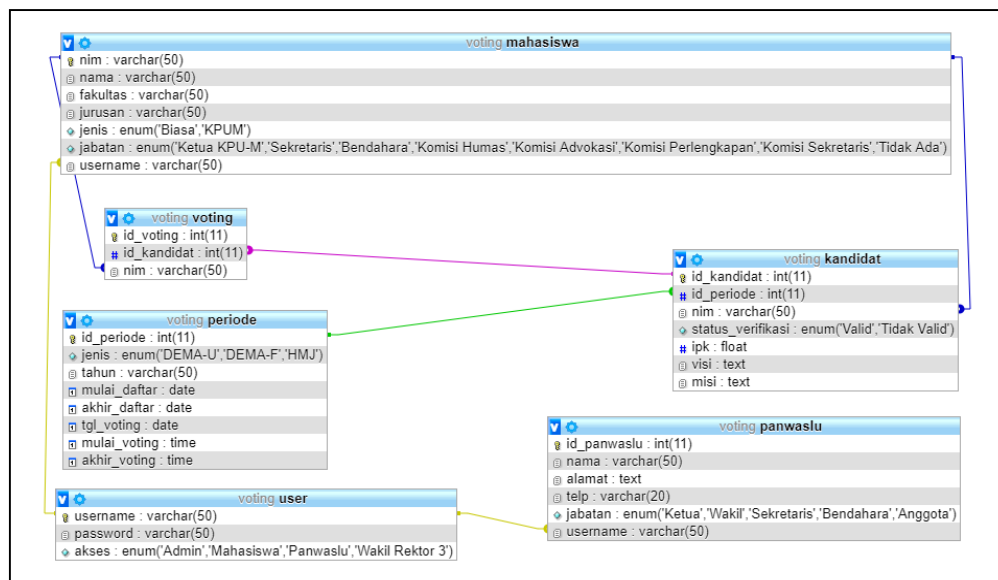 voting mahasiswa
nim : varchar(50)
nama : varchar(50)
fakultas : varchar(50)
jurusan : varchar(50)
jenis : enum('Biasa','KPUM')
jabatan : enum('Ketua KPU-M','Sekretaris','Bendahara','Komisi Humas','Komisi Advokasi','Komisi Perlengkapan','Komisi Sekretaris','Tidak Ada')
username : varchar(50)
voting voting
id_voting : int(11)
id_kandidat : int(11)
nim : varchar(50)
voting kandidat
id_kandidat : int(11)
id_periode : int(11)
nim : varchar(50)
status_verifikasi : enum('Valid','Tidak Valid')
ipk : float
visi : text
misi : text
voting periode
id_periode : int(11)
jenis : enum('DEMA-U','DEMA-F','HMJ')
tahun : varchar(50)
mulai_daftar : date
akhir_daftar : date
tgl_voting : date
mulai_voting : time
akhir_voting : time
voting panwaslu
id_panwaslu : int(11)
nama : varchar(50)
alamat : text
telp : varchar(20)
jabatan : enum('Ketua','Wakil','Sekretaris','Bendahara','Anggota')
username : varchar(50)
voting user
username : varchar(50)
password : varchar(50)
akses : enum('Admin','Mahasiswa','Panwaslu','Wakil Rektor 3')